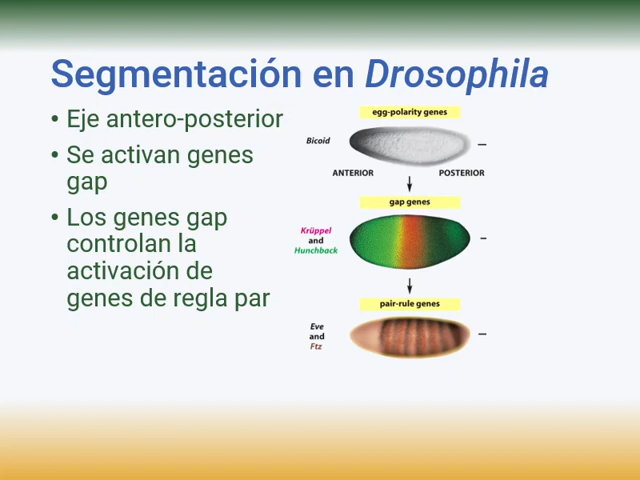 Segmentación en Drosophila
• Eje antero-posterior
• Se activan genes
gap
• Los genes gap
controlan la
activación de
genes de regla par
egg-polarity genes
Bicoid
ANTERIOR POSTERIOR
gap genes
Krüppel
and
Hunchback
pair-rule genes
Eve
and
Ftz